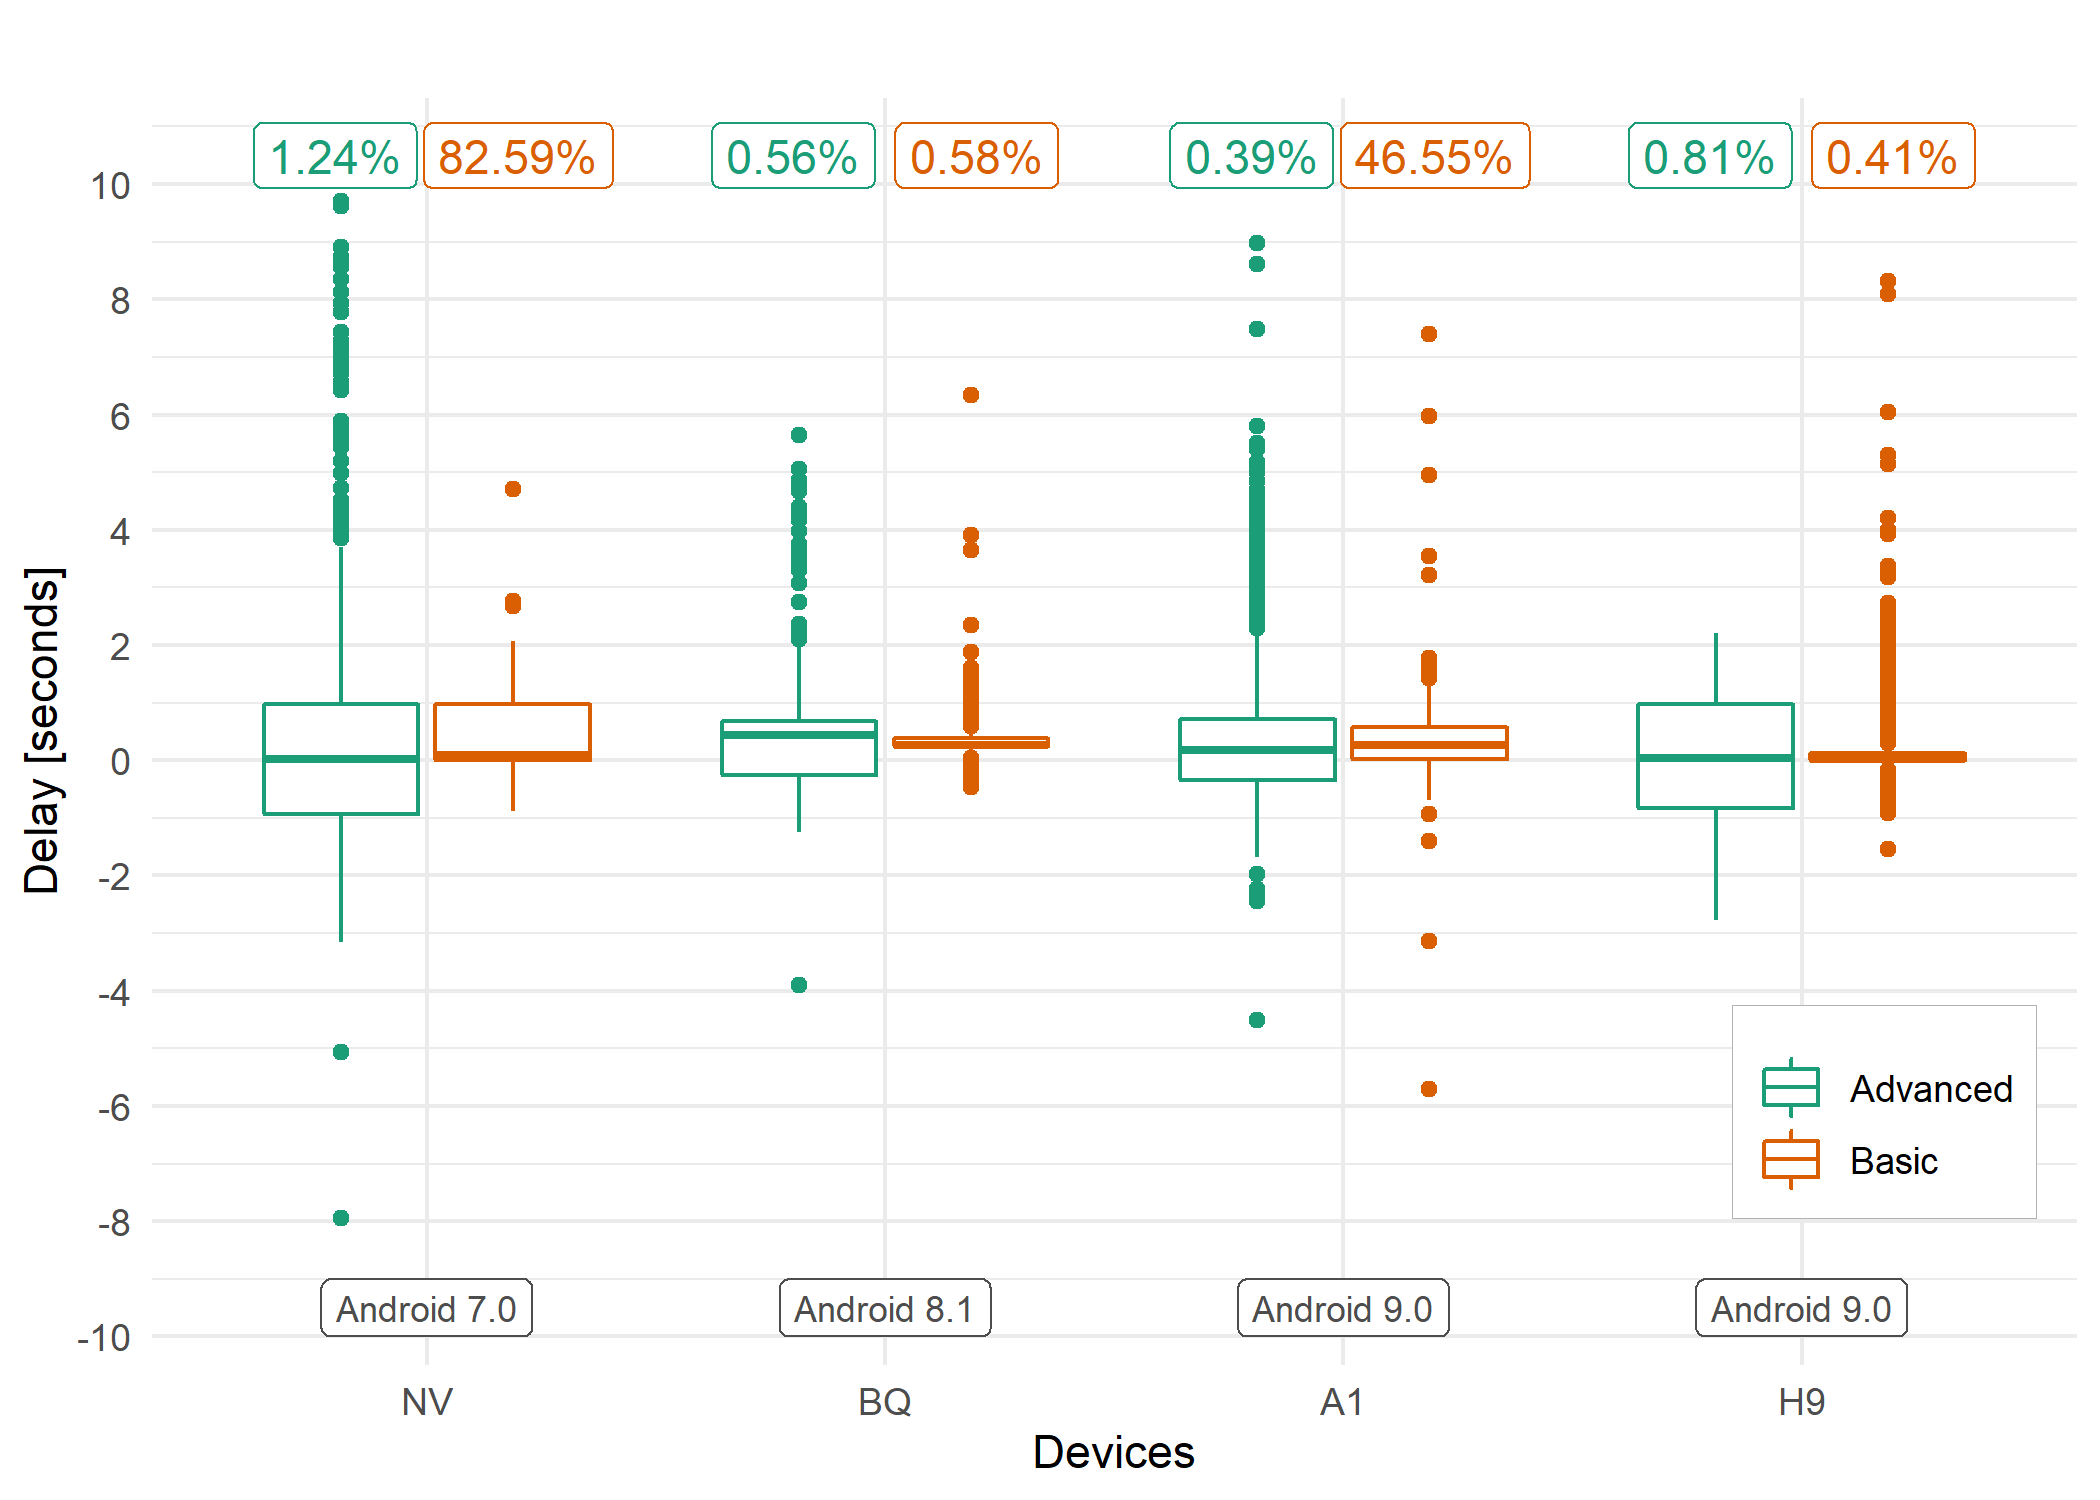 1.24% 82.59% 0.56% 0.58% 0.39% 46.55% 0.81% 0.41%
10
8
6
4
2
0
-2
-4
-6
-8
-10
Delay [seconds]
Advanced
Basic
Android 7.0 Android 8.1 Android 9.0 Android 9.0
NV BQ A1 H9
Devices